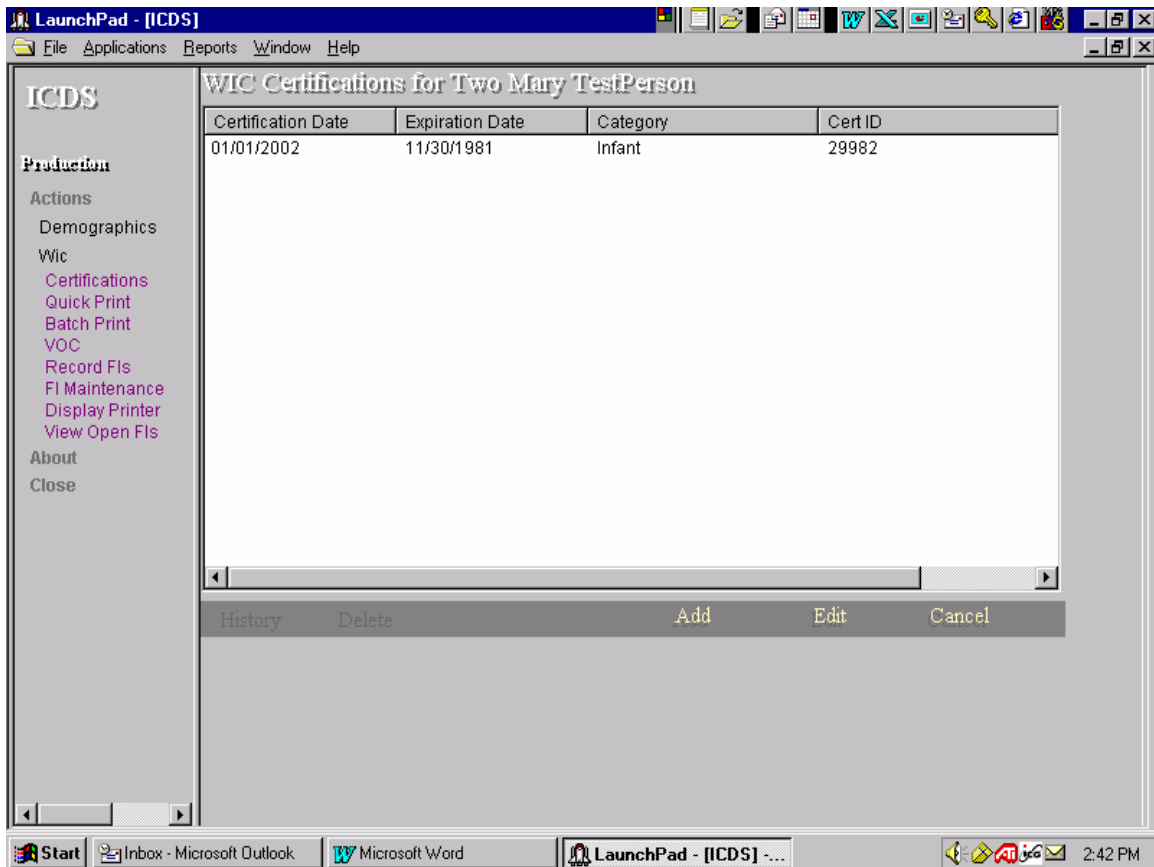 LaunchPad - [ICDS]
File Applications Reports Window Help
ICDS
Production
Actions
Demographics
Wic
Certifications
Quick Print
Batch Print
VOC
Record FIs
FI Maintenance
Display Printer
View Open FIs
About
Close
WIC Certifications for Two Mary TestPerson
Certification Date Expiration Date Category Cert ID
01/01/2002 11/30/1981 Infant 29982
History Delete Add Edit Cancel
Start Inbox - Microsoft Outlook Microsoft Word LaunchPad - [ICDS] -... 2:42 PM